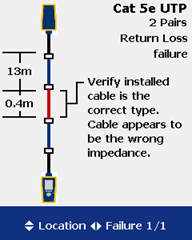 Cat 5e UTP
2 Pairs
Return Loss
failure
13m
0.4m
Verify installed
cable is the
correct type.
Cable appears to
be the wrong
impedance.
Location Failure 1/1